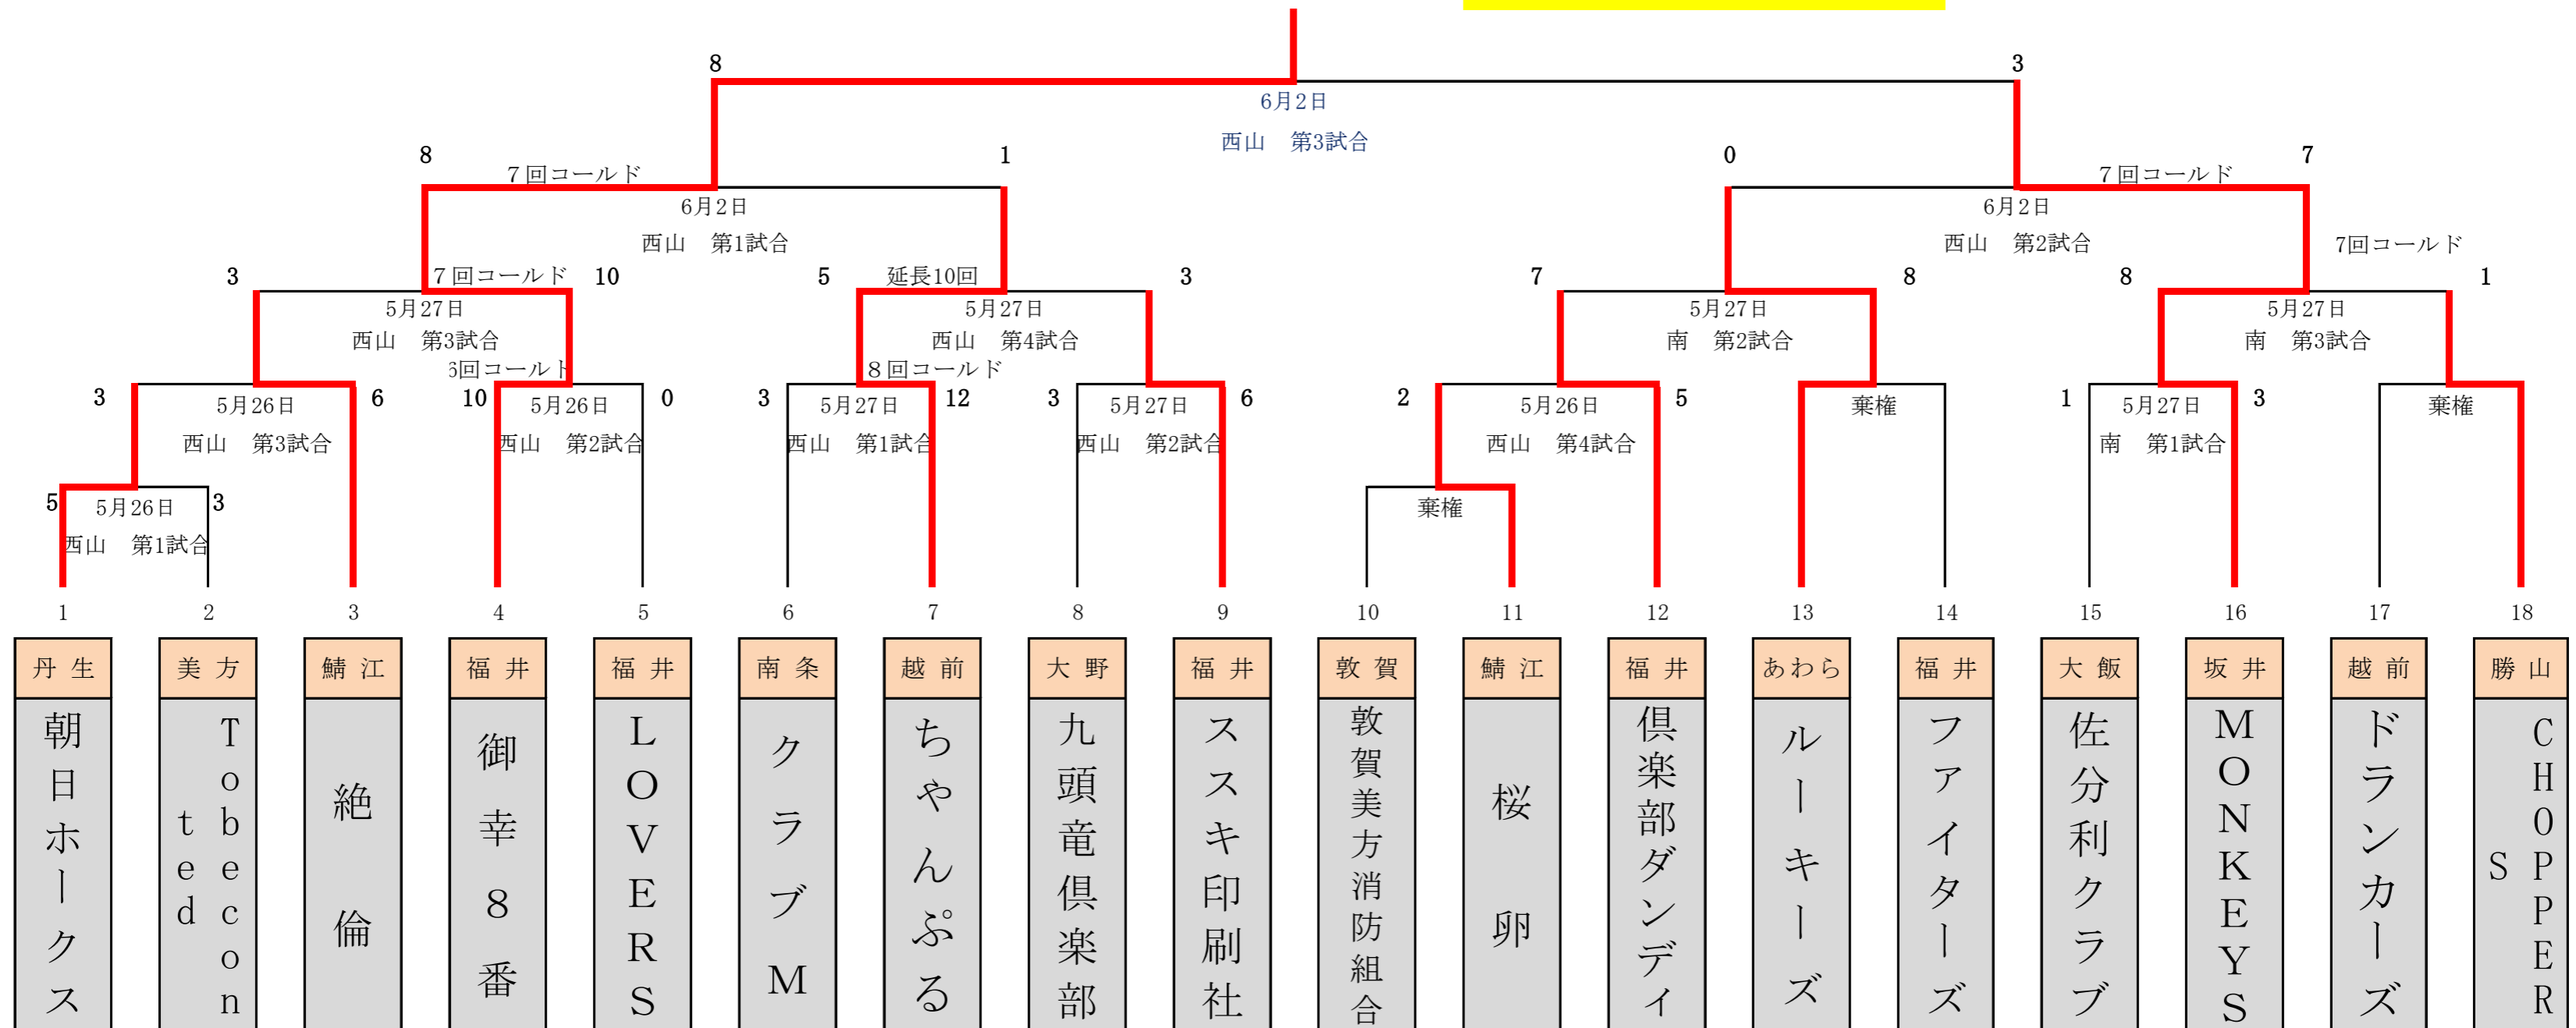 8 3
6月2日
西山 第3試合
8 1 0 7
7回コールド 7回コールド
6月2日 6月2日
西山 第1試合 西山 第2試合 7回コールド
3 7回コールド 10 5 延長10回 3 7 8 8 1
5月27日 5月27日 5月27日 5月27日
西山 第3試合 西山 第4試合 南 第2試合 南 第3試合
6回コールド 8回コールド
3 5月26日 6 10 5月26日 0 3 5月27日 12 3 5月27日 6 2 5月26日 5 棄権 1 5月27日 3 棄権
西山 第3試合 西山 第2試合 西山 第1試合 西山 第2試合 西山 第4試合 南 第1試合
5 5月26日 3 棄権
西山 第1試合
1 2 3 4 5 6 7 8 9 10 11 12 13 14 15 16 17 18
丹生 美方 鯖江 福井 福井 南条 越前 大野 福井 敦賀 鯖江 福井 あわら 福井 大飯 坂井 越前 勝山
朝日ホークス
Tobecon
ted
絶倫
御幸8番
LOVERS
クラブM
ちゃんぷる
九頭竜倶楽部
ススキ印刷社
敦賀美方消防組合
桜卵
倶楽部ダンディ
ルーキーズ
ファイターズ
佐分利クラブ
MONKEYS
ドランカーズ
CHOPPER
S